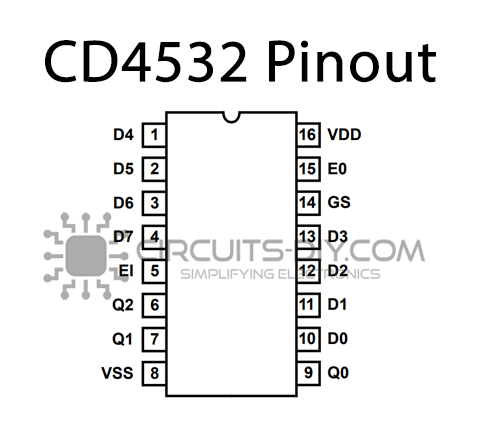 CD4532 Pinout
D4 1 16 VDD
D5 2 15 E0
D6 3 14 GS
D7 4 13 D3
CIRCUITS-DIY.COM
EI 5 12 D2
SIMPLIFYING ELECTRONICS
Q2 6 11 D1
Q1 7 10 D0
VSS 8 9 Q0